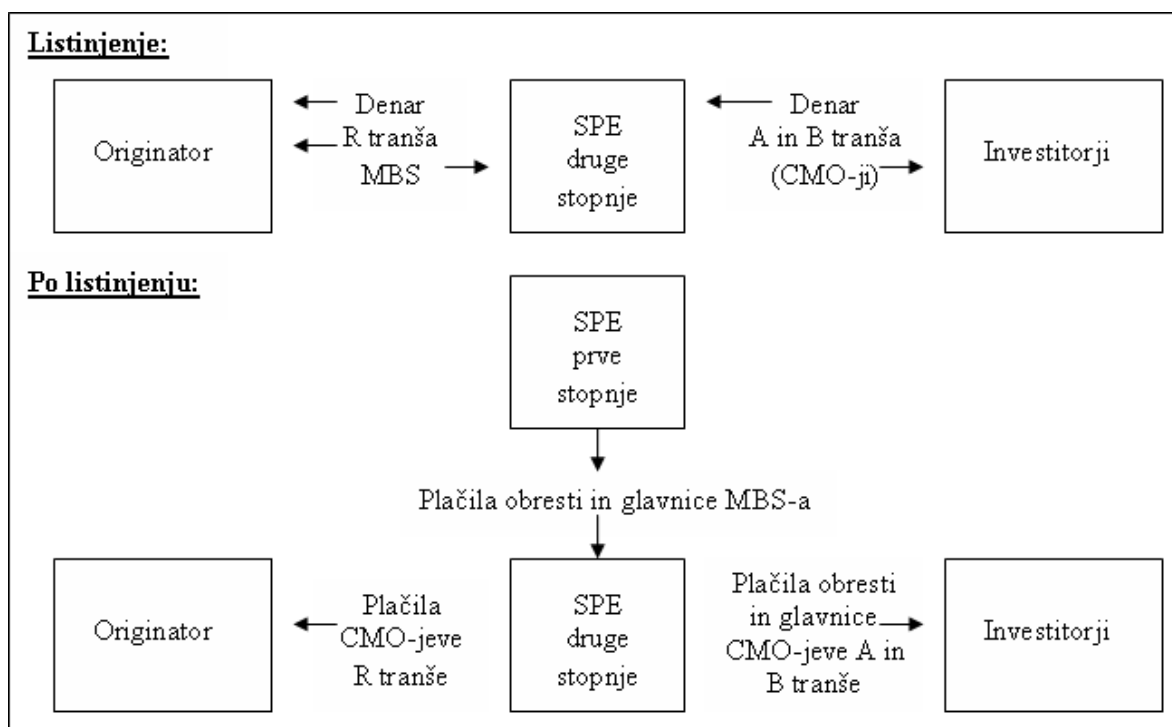 Listinjenje:
Originator
Denar
R tranša
MBS
SPE
druge
stopnje
Denar
A in B tranša
(CMO-ji)
Investitorji
Po listinjenju:
SPE
prve
stopnje
Plačila obresti in glavnice MBS-a
Originator
Plačila
CMO-jeve
R tranše
SPE
druge
stopnje
Plačila obresti
in glavnice
CMO-jeve A in
B tranše
Investitorji